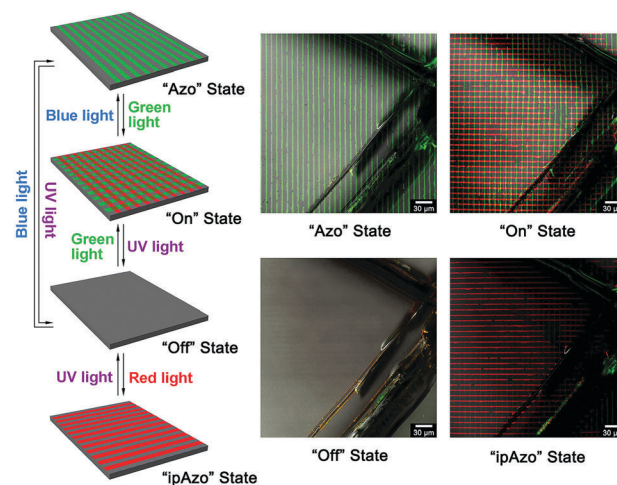 "Azo" State
Blue light
Green
light
"On" State
Blue light
UV light
Green
light
UV light
"Off" State
UV light
Red light
"ipAzo" State
30 μm
"Azo" State
30 μm
"On" State
30 μm
"Off" State
30 μm
"ipAzo" State